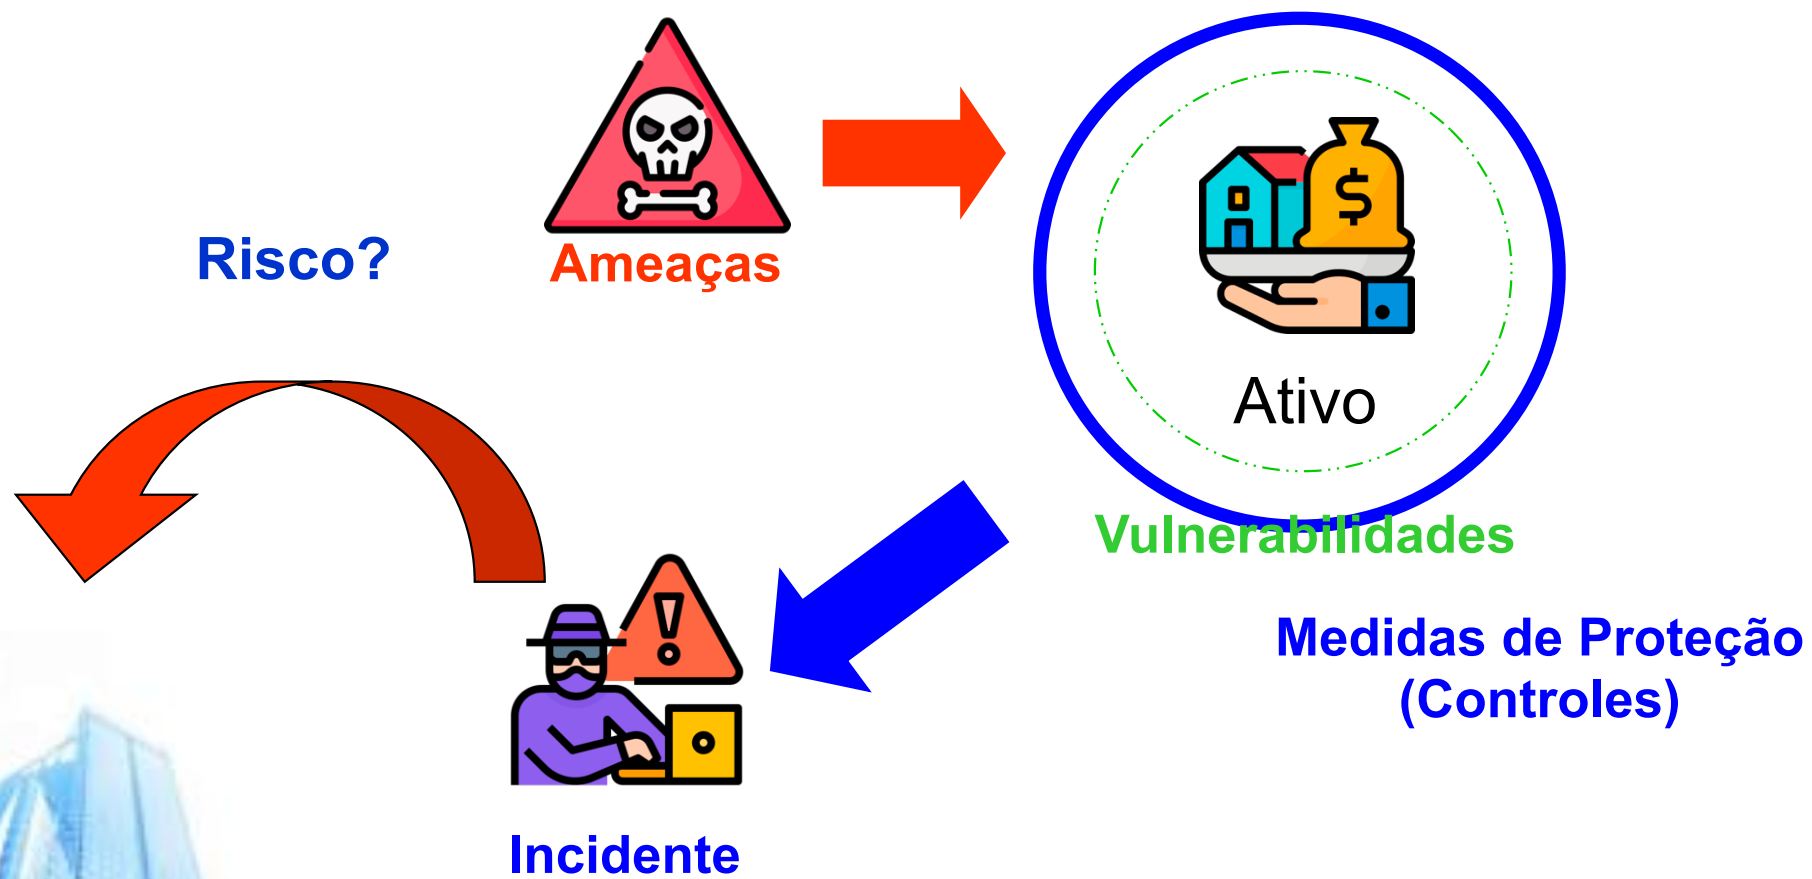 Risco?
Ameaças
Ativo
Vulnerabilidades
Medidas de Proteção
(Controles)
Incidente